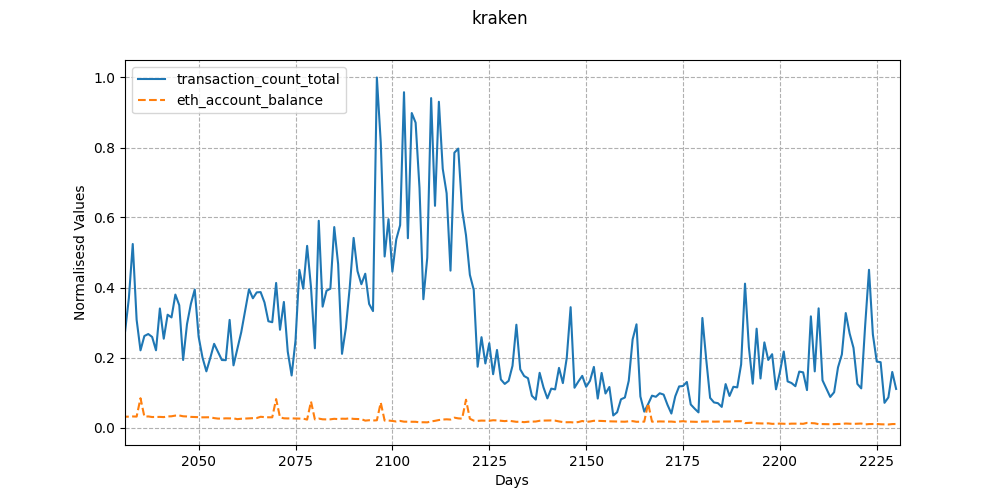 kraken
transaction_count_total
eth_account_balance
1.0
0.8
0.6
0.4
0.2
0.0
Normalisesd Values
2050 2075 2100 2125 2150 2175 2200 2225
Days